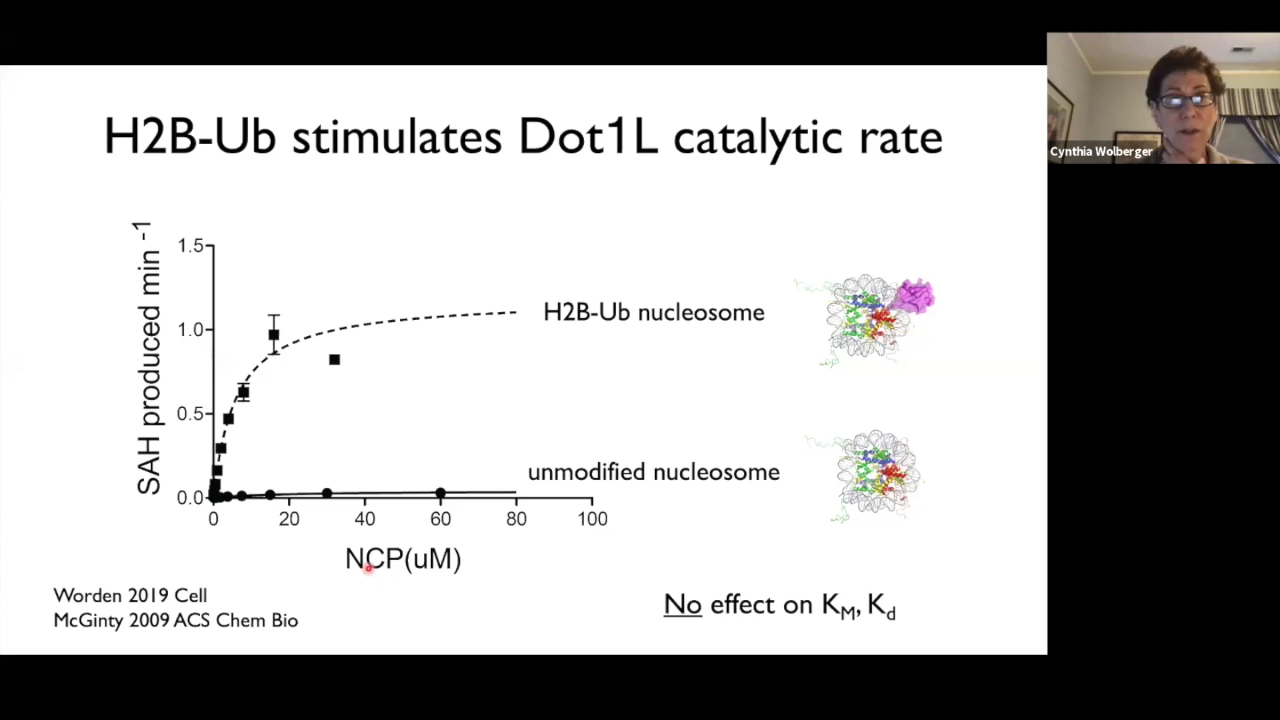 H2B-Ub stimulates Dot1L catalytic rate
Cynthia Wolberger
SAH produced min -1
1.5
1.0
0.5
0.0
0 20 40 60 80 100
NCP(uM)
H2B-Ub nucleosome
unmodified nucleosome
Worden 2019 Cell
McGinty 2009 ACS Chem Bio
No effect on KM, Kd